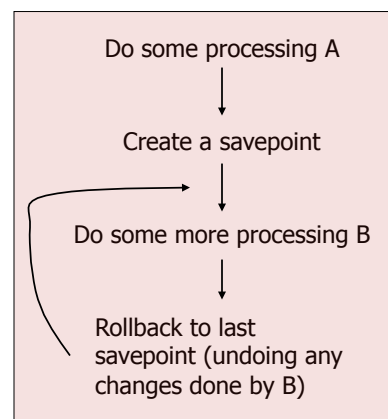 Do some processing A
Create a savepoint
Do some more processing B
Rollback to last
savepoint (undoing any
changes done by B)